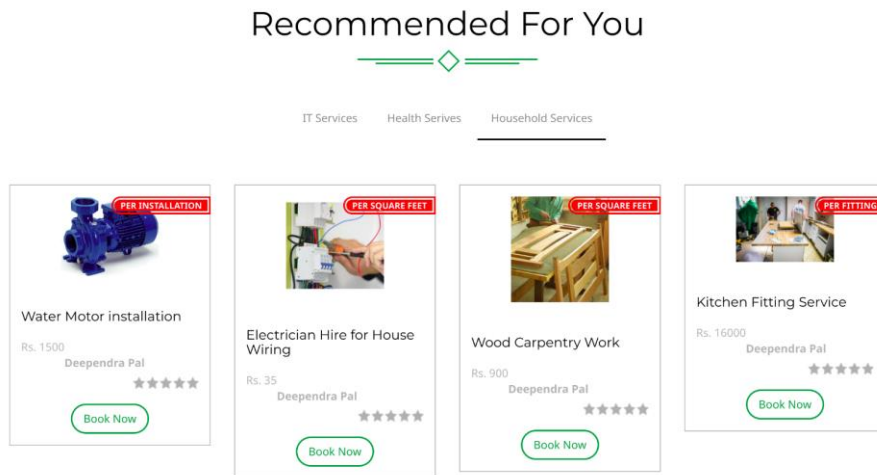 Recommended For You
IT Services
Health Serives
Household Services
PER INSTALLATION
Water Motor installation
Rs. 1500
Deependra Pal
Book Now
PER SQUARE FEET
Electrician Hire for House
Wiring
Rs. 35
Deependra Pal
Book Now
PER SQUARE FEET
Wood Carpentry Work
Rs. 900
Deependra Pal
Book Now
PER FITTING
Kitchen Fitting Service
Rs. 16000
Deependra Pal
Book Now